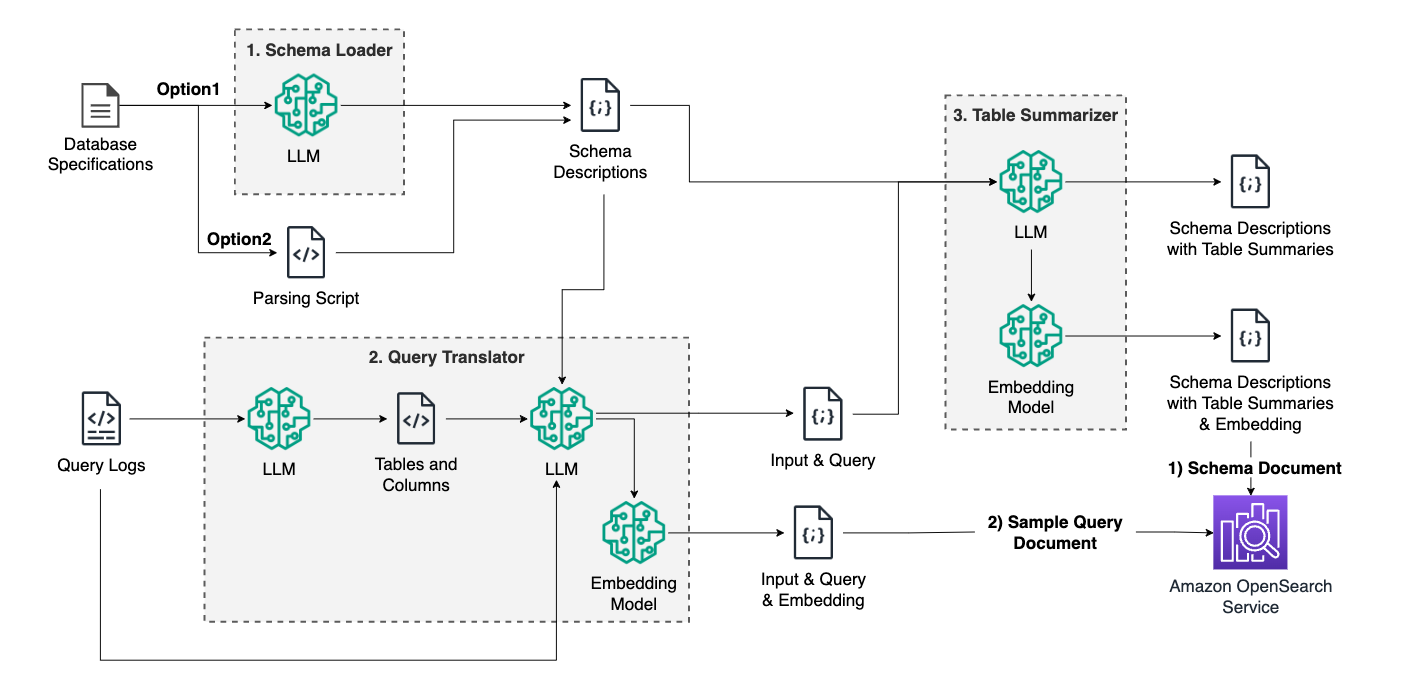 1. Schema Loader
Option1
LLM
Database
Specifications
Schema
Descriptions
Option2
Parsing Script
3. Table Summarizer
LLM
Schema Descriptions
with Table Summaries
Embedding
Model
Schema Descriptions
with Table Summaries
& Embedding
2. Query Translator
Query Logs
LLM
Tables and
Columns
LLM
Input & Query
Embedding
Model
Input & Query
& Embedding
1) Schema Document
2) Sample Query
Document
Amazon OpenSearch
Service